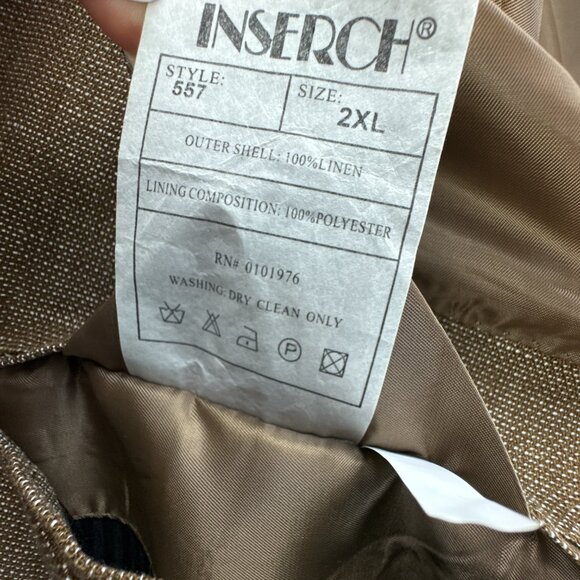 INSERCH®
STYLE: SIZE:
557 2XL
OUTER SHELL: 100%LINEN
LINING COMPOSITION: 100%POLYESTER
RN# 0101976
WASHING: DRY CLEAN ONLY
P